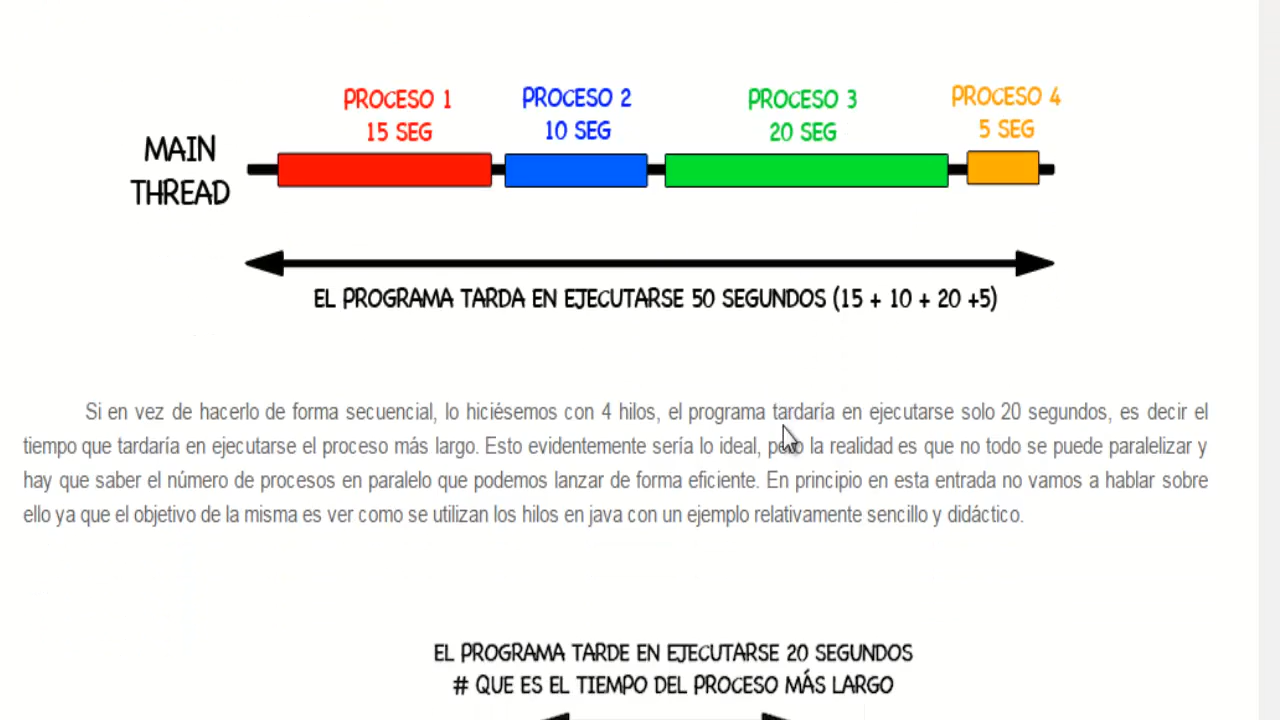 PROCESO 1
15 SEG
PROCESO 2
10 SEG
PROCESO 3
20 SEG
PROCESO 4
5 SEG
MAIN
THREAD
EL PROGRAMA TARDA EN EJECUTARSE 50 SEGUNDOS (15 + 10 + 20 +5)
Si en vez de hacerlo de forma secuencial, lo hiciésemos con 4 hilos, el programa tardaría en ejecutarse solo 20 segundos, es decir el
tiempo que tardaría en ejecutarse el proceso más largo. Esto evidentemente sería lo ideal, pero la realidad es que no todo se puede paralelizar y
hay que saber el número de procesos en paralelo que podemos lanzar de forma eficiente. En principio en esta entrada no vamos a hablar sobre
ello ya que el objetivo de la misma es ver como se utilizan los hilos en java con un ejemplo relativamente sencillo y didáctico.
EL PROGRAMA TARDE EN EJECUTARSE 20 SEGUNDOS
# QUE ES EL TIEMPO DEL PROCESO MÁS LARGO